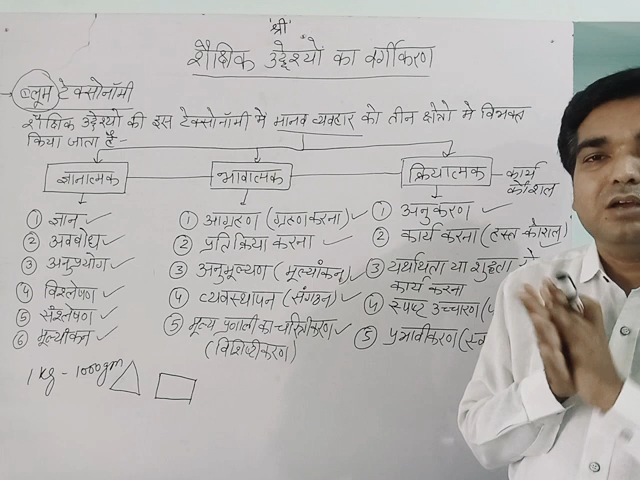 'श्री'
शैक्षिक उद्देश्यो का वर्गीकरण
ब्लूम टेक्सोनॉमी
शैक्षिक उद्देश्यो की इस टेक्सोनॉमी मे मानव व्यवहार को तीन क्षेत्रो मे विभक्त
किया जाता है:-
ज्ञानात्मक
① ज्ञान
② अवबोध
③ अनुप्रयोग
④ विश्लेषण
⑤ संश्लेषण
⑥ मूल्यांकन
1 kg - 1000gm
भावात्मक
① आग्रहण (ग्रहण करना)
② प्रतिक्रिया करना
③ अनुमूल्यण (मूल्यांकन)
④ व्यवस्थापन (संगठन)
⑤ मूल्य प्रणाली का चारित्रीकरण
(विशिष्टीकरण)
क्रियात्मक - कार्य
कौशल
① अनुकरण
② कार्य करना (हस्त कौशल)
③ यथार्थता या शुद्धता से
कार्य करना
④ स्पष्ट उच्चारण
⑤ प्रभावीकरण